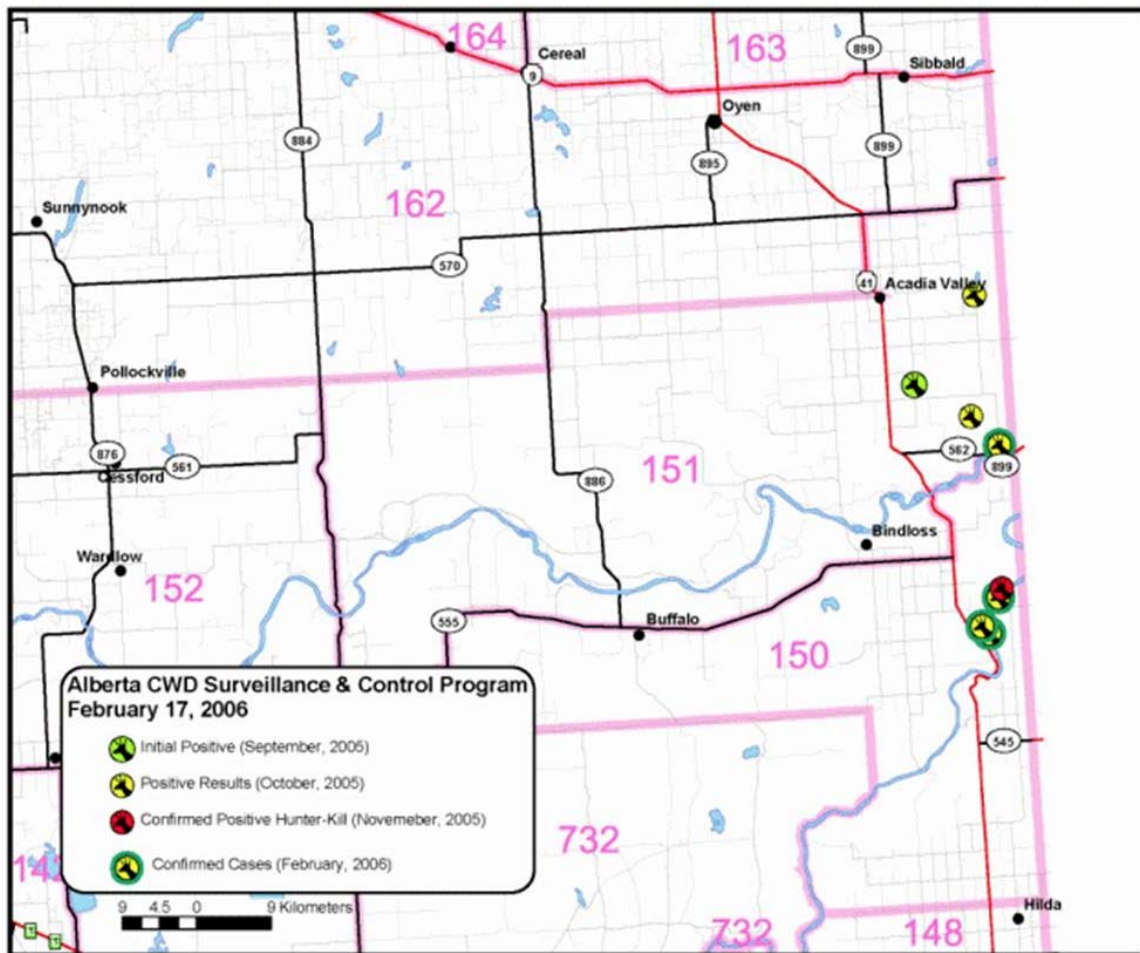 164
Cereal
163
899
Sibbald
9
Oyen
884
899
895
162
Sunnynook
570
41
Acadia Valley
Pollockville
876
561
Cessford
562
899
151
886
Bindloss
Wardlow
152
555
Buffalo
150
Alberta CWD Surveillance & Control Program
February 17, 2006
545
Initial Positive (September, 2005)
Positive Results (October, 2005)
Confirmed Positive Hunter-Kill (Novemeber, 2005)
Confirmed Cases (February, 2006)
732
9 4.5 0 9 Kilometers
Hilda
732
148